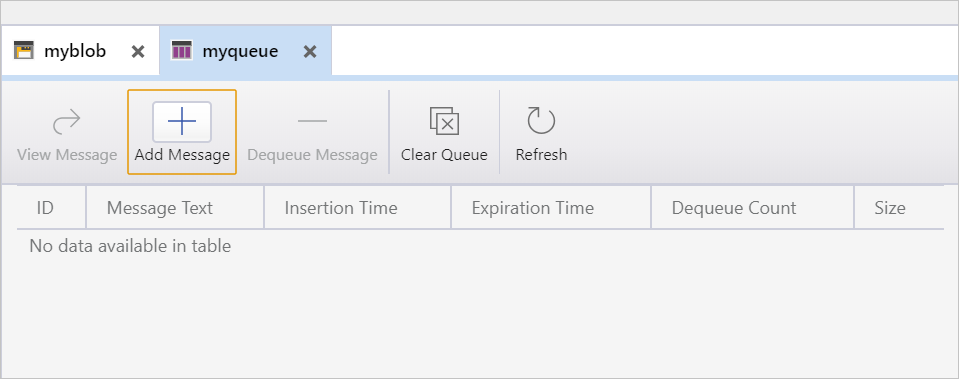 myblob myqueue
View Message Add Message Dequeue Message Clear Queue Refresh
ID Message Text Insertion Time Expiration Time Dequeue Count Size
No data available in table